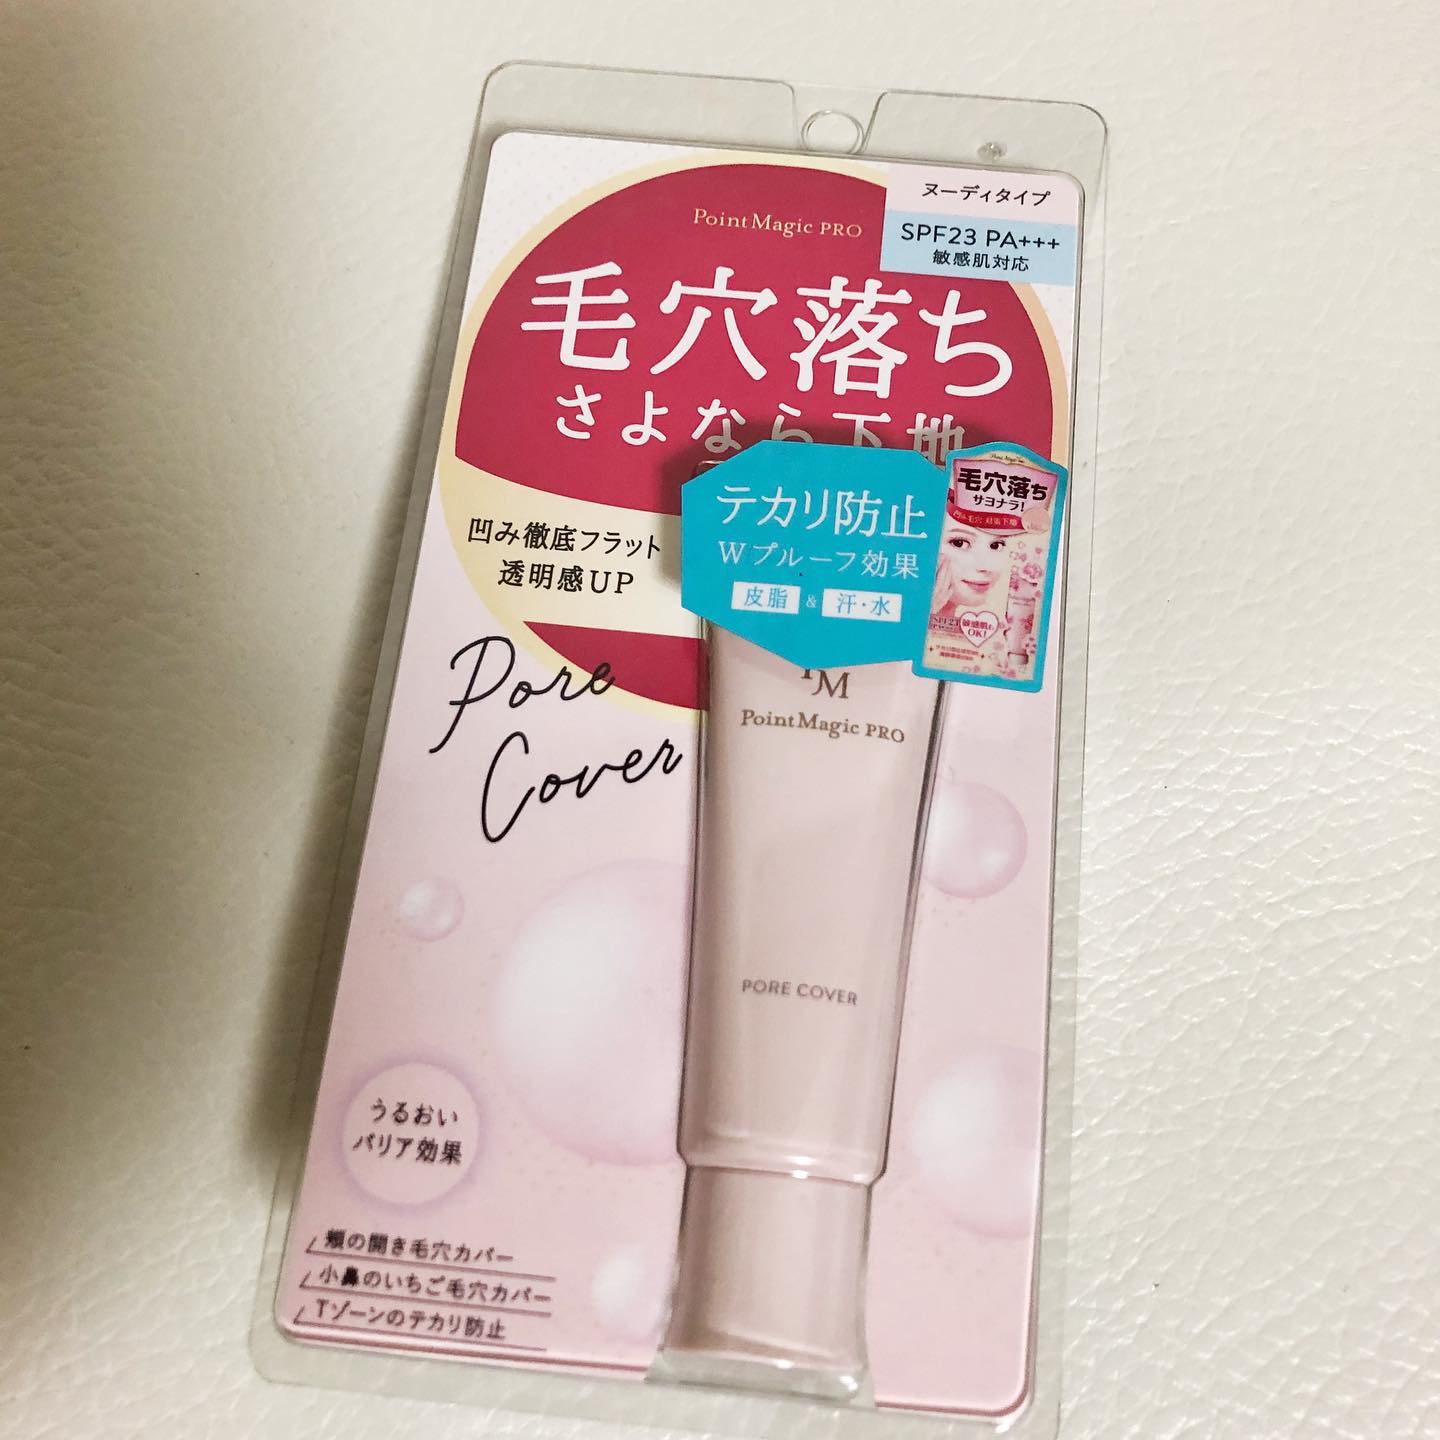 ヌーディタイプ
PointMagic PRO
SPF23 PA+++
敏感肌対応
毛穴落ち
さよなら下地
テカリ防止
Wプルーフ効果
皮脂 & 汗・水
毛穴落ち
サヨナラ!
敏感肌も
OK!
凹み徹底フラット
透明感UP
Pore
Cover
PM
PointMagic PRO
PORE COVER
うるおい
バリア効果
頬の開き毛穴カバー
小鼻のいちご毛穴カバー
Tゾーンのテカリ防止